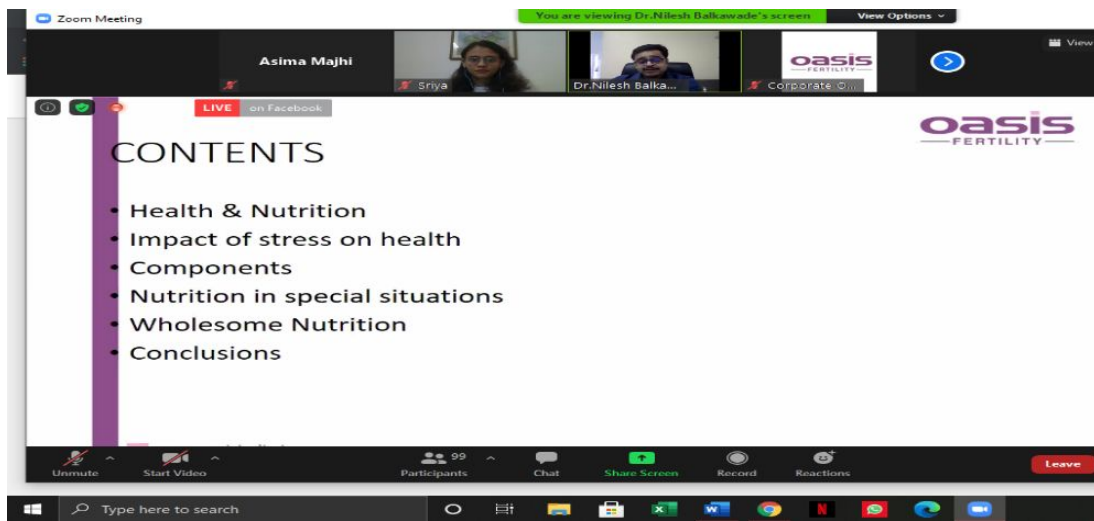 Zoom Meeting
You are viewing Dr.Nilesh Balkawade's screen
View Options
View
Asima Majhi
Sriya
Dr.Nilesh Balka...
oasis
FERTILITY
Corporate O...
LIVE on Facebook
oasis
FERTILITY
CONTENTS
• Health & Nutrition
• Impact of stress on health
• Components
• Nutrition in special situations
• Wholesome Nutrition
• Conclusions
Unmute
Start Video
99
Participants
Chat
Share Screen
Record
Reactions
Leave
Type here to search